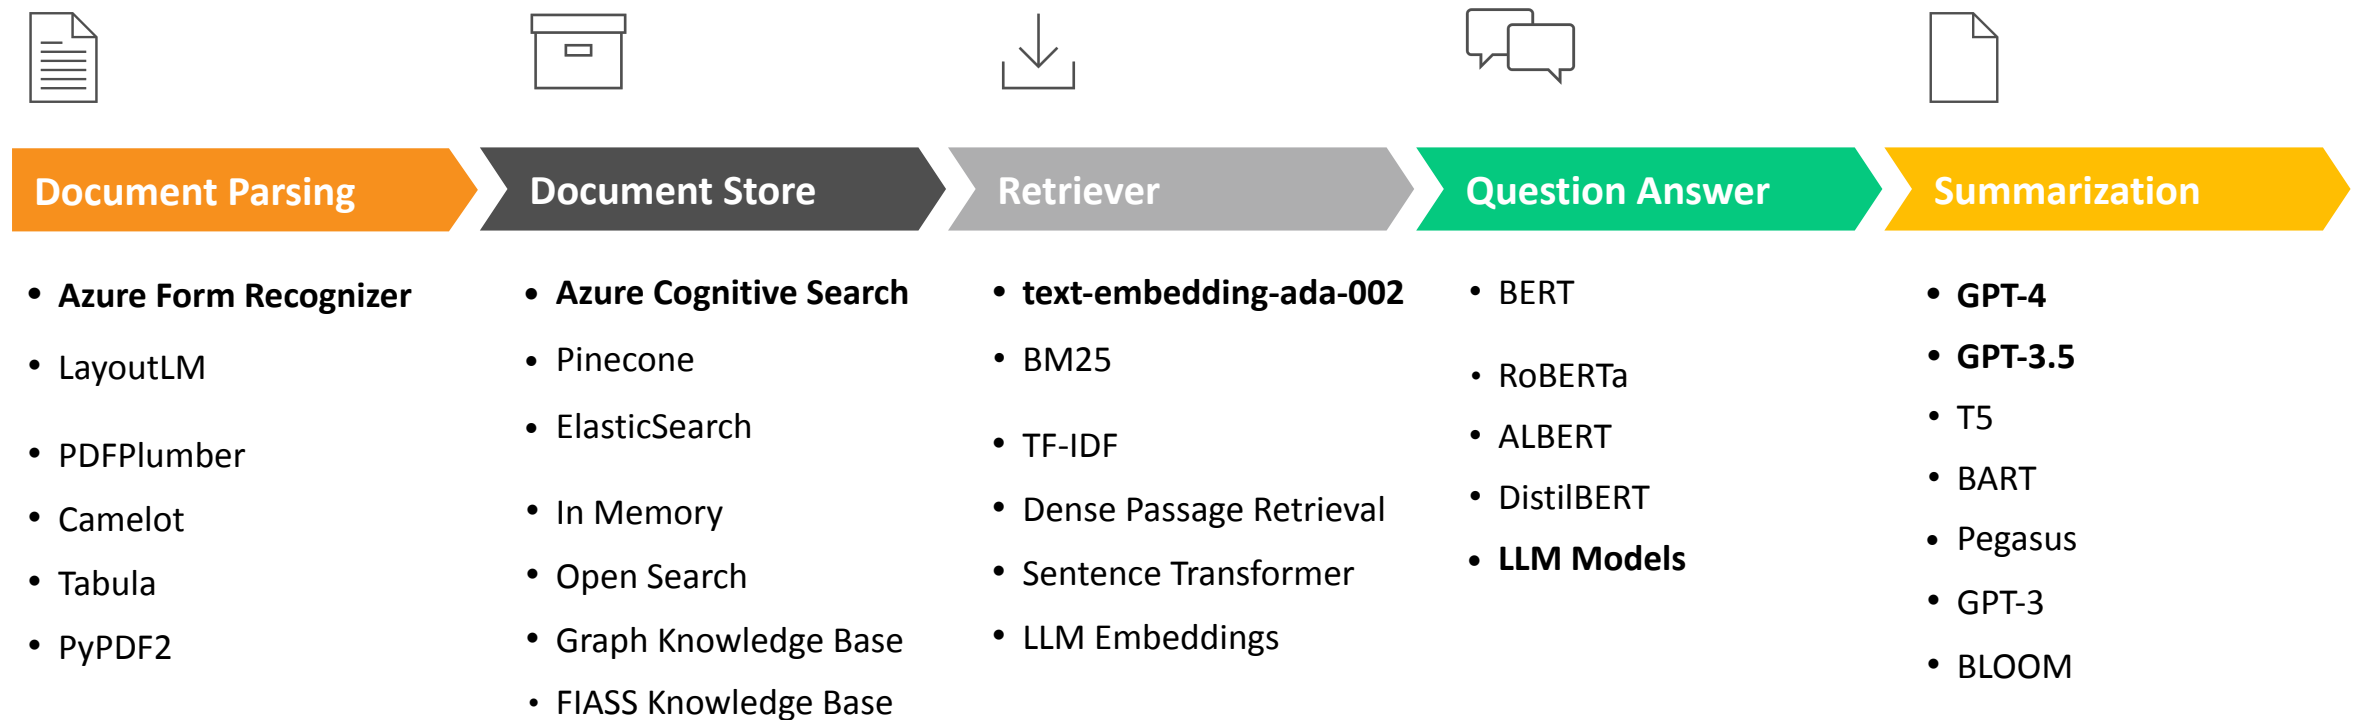 Document Parsing
Document Store
Retriever
Question Answer
Summarization
• Azure Form Recognizer
• LayoutLM
• PDFPlumber
• Camelot
• Tabula
• PyPDF2
• Azure Cognitive Search
• Pinecone
• ElasticSearch
• In Memory
• Open Search
• Graph Knowledge Base
• FIASS Knowledge Base
• text-embedding-ada-002
• BM25
• TF-IDF
• Dense Passage Retrieval
• Sentence Transformer
• LLM Embeddings
• BERT
• RoBERTa
• ALBERT
• DistilBERT
• LLM Models
• GPT-4
• GPT-3.5
• T5
• BART
• Pegasus
• GPT-3
• BLOOM